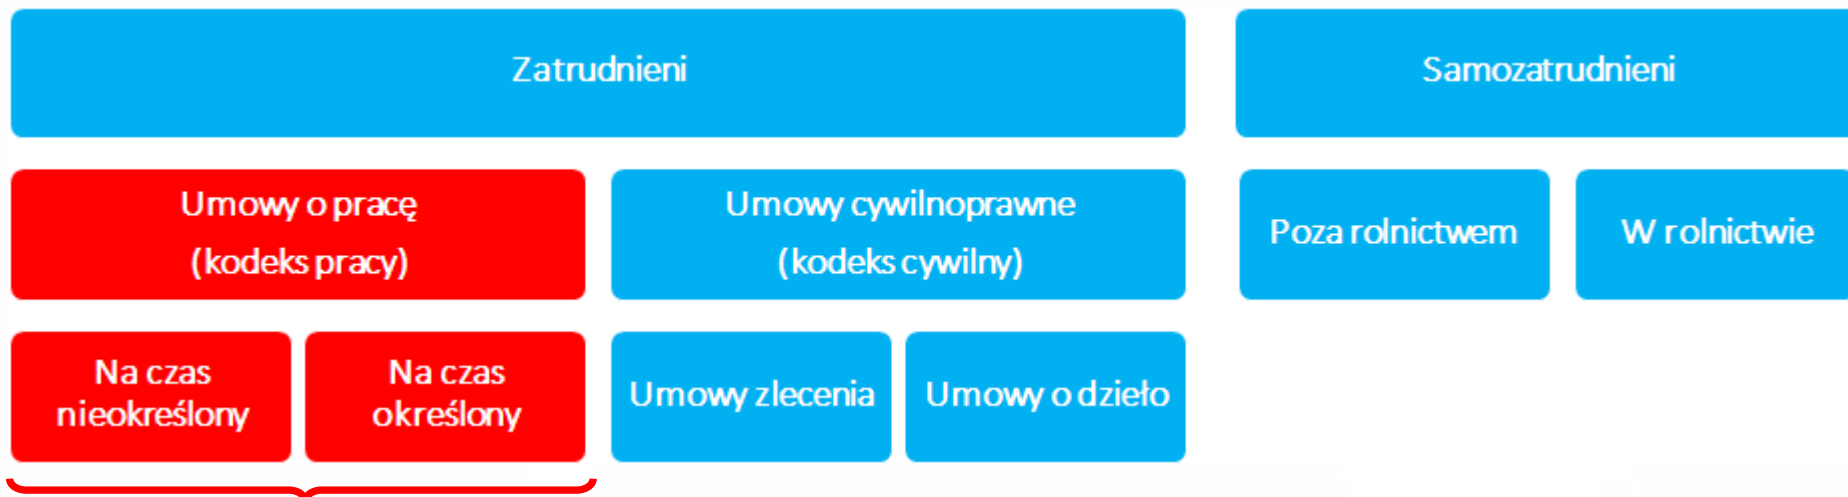 Zatrudnieni
Samozatrudnieni
Umowy o pracę
(kodeks pracy)
Umowy cywilnoprawne
(kodeks cywilny)
Poza rolnictwem
W rolnictwie
Na czas
nieokreślony
Na czas
określony
Umowy zlecenia
Umowy o dzieło